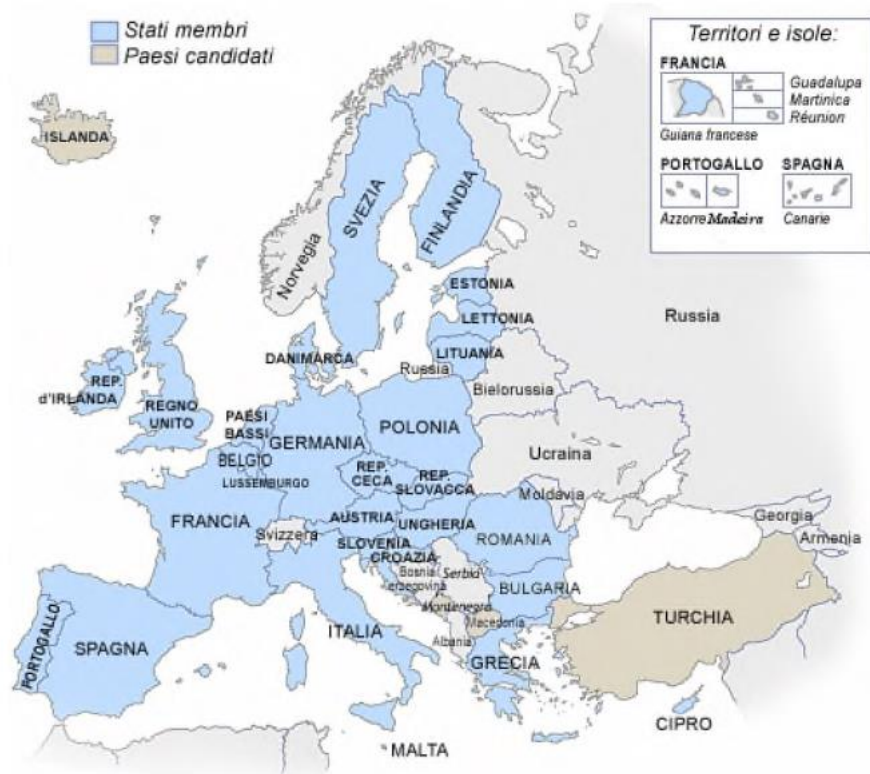 Stati membri
Paesi candidati
Territori e isole:
FRANCIA
Guadalupa
Martinica
Réunion
Guiana francese
PORTOGALLO
SPAGNA
Azzorre
Madeira
Canarie
ISLANDA
SVEZIA
FINLANDIA
Norvegia
ESTONIA
Russia
LETTONIA
DANIMARCA
LITUANIA
Russia
REP.
d'IRLANDA
Bielorussia
REGNO
UNITO
PAESI
BASSI
GERMANIA
POLONIA
BELGIO
Ucraina
LUSSEMBURGO
REP.
CECA
REP.
SLOVACCA
Moldavia
FRANCIA
AUSTRIA
UNGHERIA
Georgia
Svizzera
SLOVENIA
ROMANIA
Armenia
CROAZIA
Bosnia
Serbia
Erzegovina
BULGARIA
Montenegro
PORTOGALLO
SPAGNA
ITALIA
Macedonia
TURCHIA
Albania
GRECIA
CIPRO
MALTA